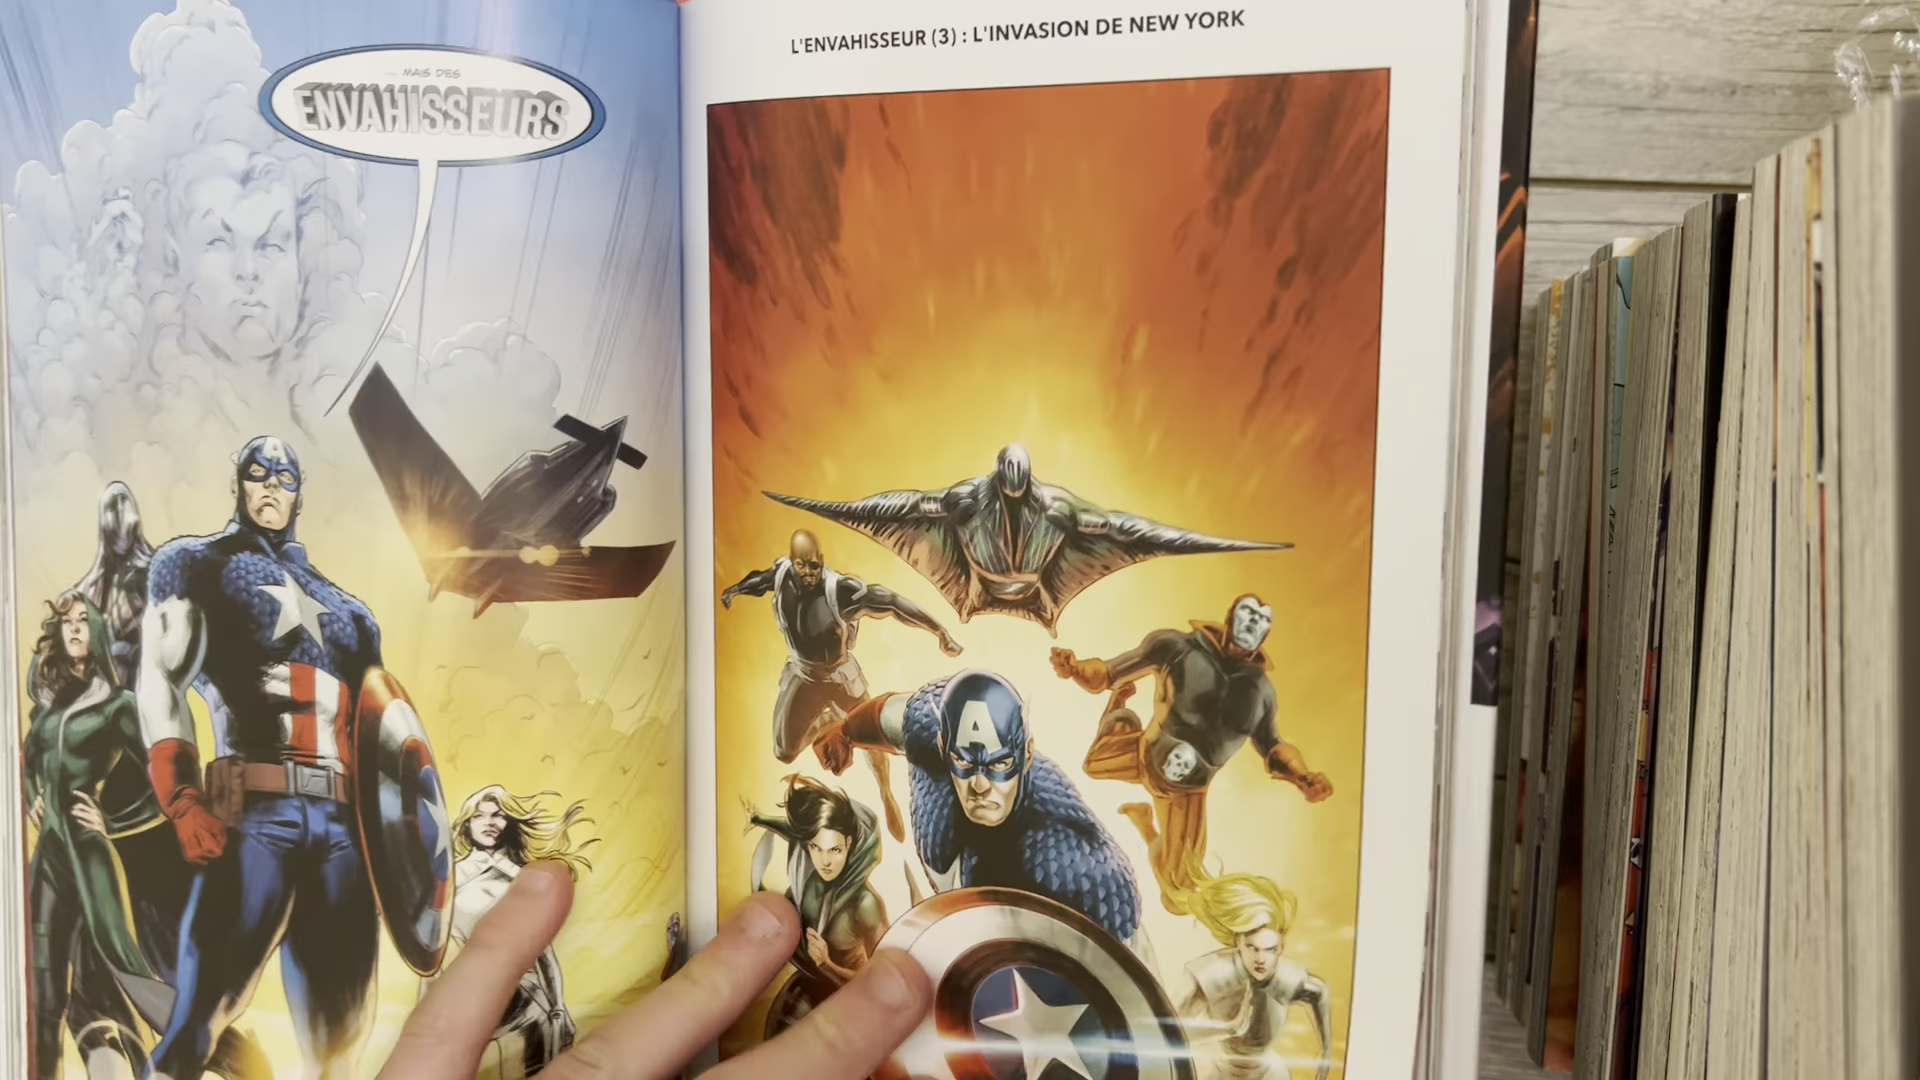 ... MAIS DES
ENVAHISSEURS
L'ENVAHISSEUR (3) : L'INVASION DE NEW YORK
A
A